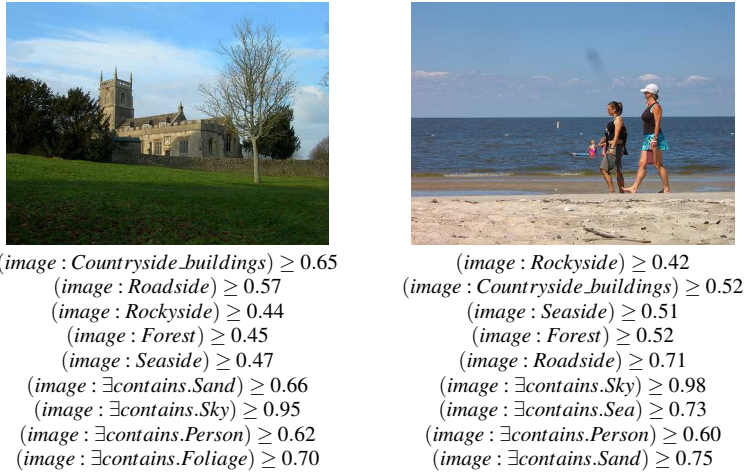 (image : Countryside_buildings) ≥ 0.65
(image : Roadside) ≥ 0.57
(image : Rockyside) ≥ 0.44
(image : Forest) ≥ 0.45
(image : Seaside) ≥ 0.47
(image : ∃contains.Sand) ≥ 0.66
(image : ∃contains.Sky) ≥ 0.95
(image : ∃contains.Person) ≥ 0.62
(image : ∃contains.Foliage) ≥ 0.70
(image : Rockyside) ≥ 0.42
(image : Countryside_buildings) ≥ 0.52
(image : Seaside) ≥ 0.51
(image : Forest) ≥ 0.52
(image : Roadside) ≥ 0.71
(image : ∃contains.Sky) ≥ 0.98
(image : ∃contains.Sea) ≥ 0.73
(image : ∃contains.Person) ≥ 0.60
(image : ∃contains.Sand) ≥ 0.75